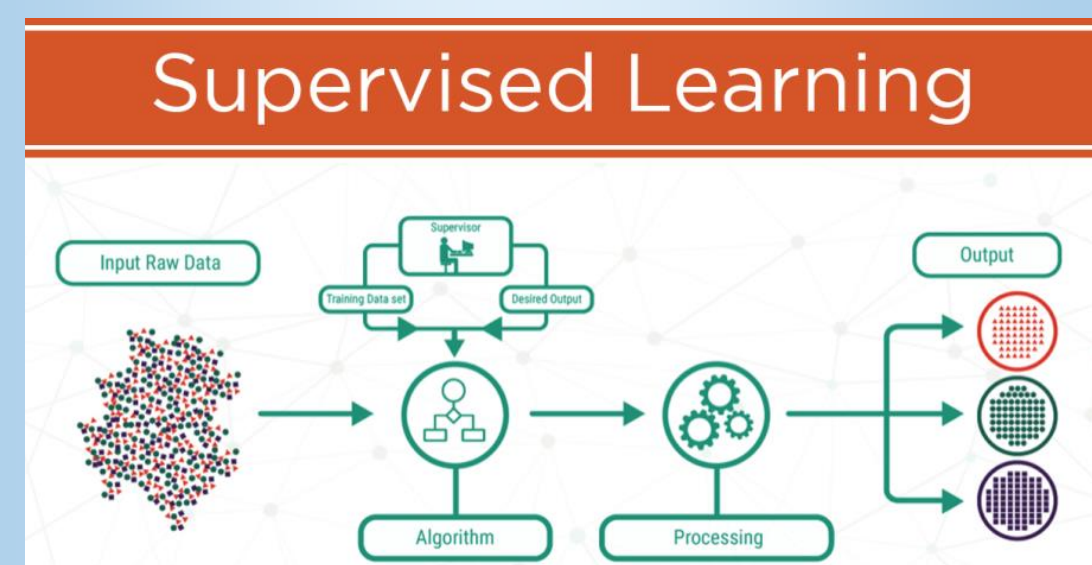 Supervised Learning
Supervisor
Input Raw Data
Output
Training Data set
Desired Output
Algorithm
Processing